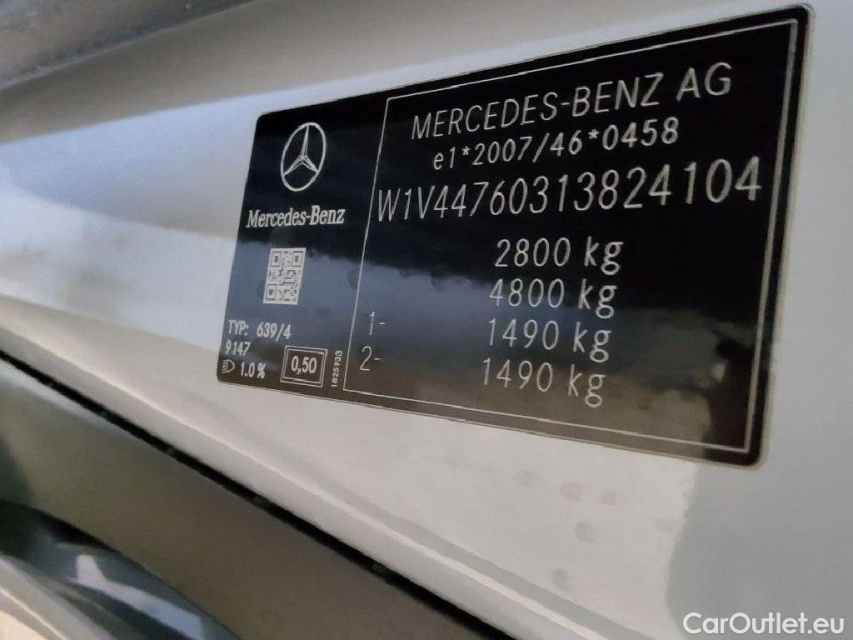 Mercedes-Benz
TYP: 639/4
9147
1.0%
0,50
1825933
MERCEDES-BENZ AG
e1*2007/46*0458
W1V44760313824104
2800 kg
4800 kg
1- 1490 kg
2- 1490 kg
CarOutlet.eu